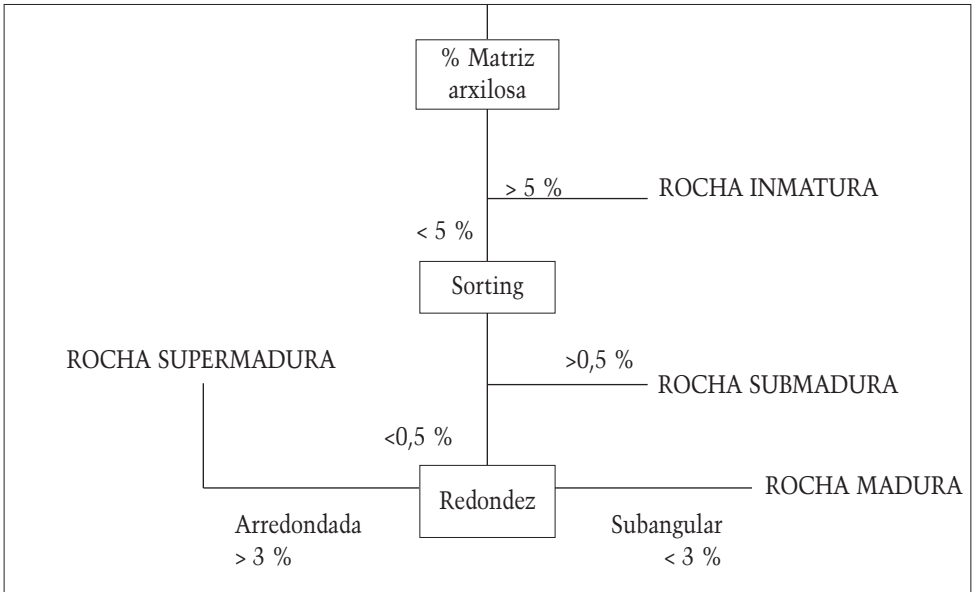 % Matriz
arxilosa
> 5 %
ROCHA INMATURA
< 5 %
Sorting
ROCHA SUPERMADURA
>0,5 %
ROCHA SUBMADURA
<0,5 %
Redondez
ROCHA MADURA
Arredondada
> 3 %
Subangular
< 3 %